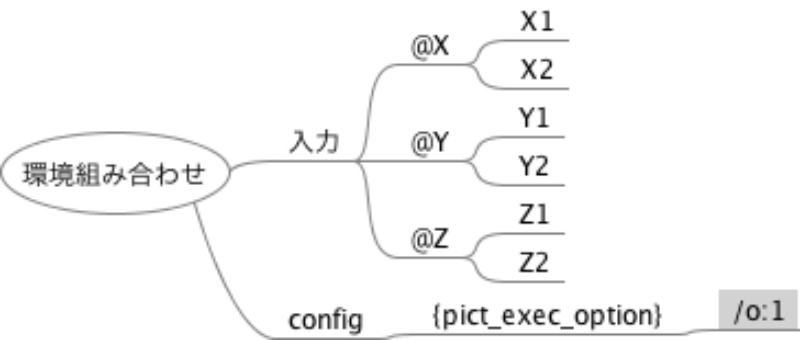 環境組み合わせ
入力
@X
X1
X2
@Y
Y1
Y2
@Z
Z1
Z2
config
{pict_exec_option}
/o:1